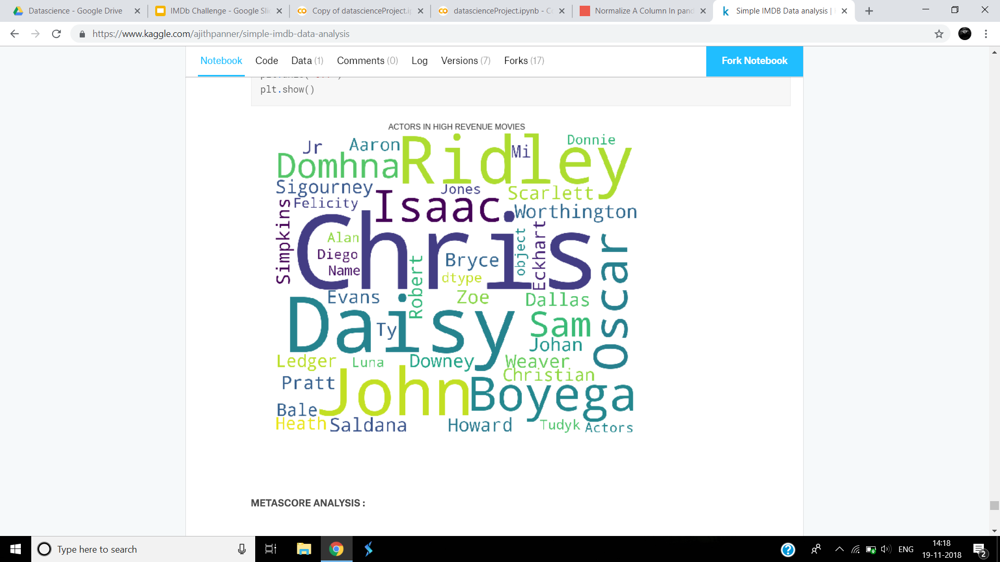 Datascience - Google Drive
IMDb Challenge - Google Slid
Copy of datascienceProject.ip
datascienceProject.ipynb - Co
Normalize A Column In pand
Simple IMDB Data analysis |
https://www.kaggle.com/ajithpanner/simple-imdb-data-analysis
Notebook Code Data (1) Comments (0) Log Versions (7) Forks (17) Fork Notebook
plt.show()
ACTORS IN HIGH REVENUE MOVIES
Jr Aaron Ridley Mi Donnie
Domhna
Sigourney Jones Scarlett
Simpkins Felicity Isaac Worthington
Chris
Alan
Diego Bryce object Eckhart Oscar
Name Robert dtype
Evans Zoe Dallas
Daisy Ty Sam
Johan
Ledger Luna Downey Weaver
Christian
Pratt John Boyega
Bale
Heath Saldana Howard Tudyk Actors
METASCORE ANALYSIS :
Type here to search
ENG
14:18
19-11-2018
2